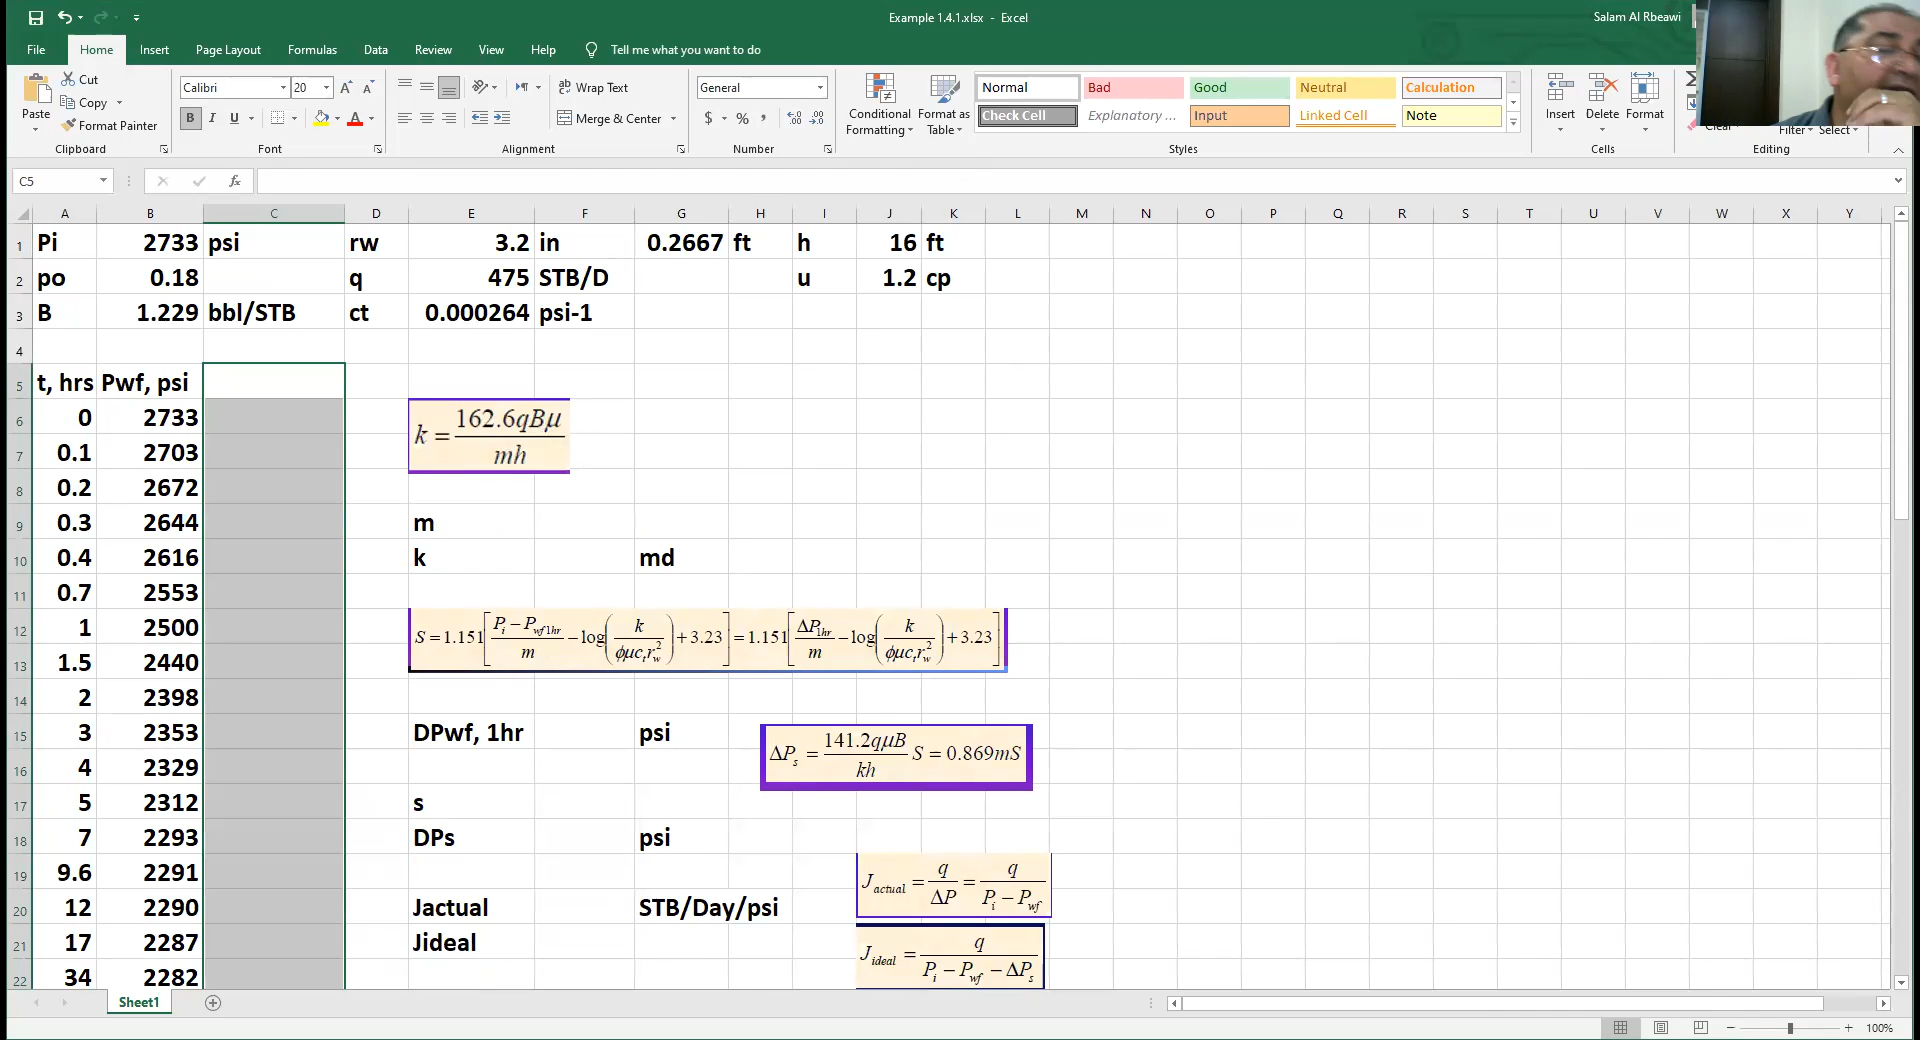 Example 1.4.1.xlsx - Excel
Salam Al Rbeawi
File Home Insert Page Layout Formulas Data Review View Help Tell me what you want to do
Paste
Cut
Copy
Format Painter
Clipboard
Calibri 20
B I U
Font
Wrap Text
Merge & Center
Alignment
General
$ % ,
Number
Conditional Formatting
Format as Table
Normal Bad Good Neutral Calculation
Check Cell Explanatory ... Input Linked Cell Note
Styles
Insert Delete Format
Cells
Clear
Filter Select
Editing
C5
fx
A B C D E F G H I J K L M N O P Q R S T U V W X Y
1 Pi 2733 psi rw 3.2 in 0.2667 ft h 16 ft
2 po 0.18 q 475 STB/D u 1.2 cp
3 B 1.229 bbl/STB ct 0.000264 psi-1
4
5 t, hrs Pwf, psi
6 0 2733
k = 162.6qBμ / mh
7 0.1 2703
8 0.2 2672
9 0.3 2644 m
10 0.4 2616 k md
11 0.7 2553
12 1 2500
S = 1.151[ (Pi − Pwf1hr)/m − log( k/(ϕμctrw²) ) + 3.23 ] = 1.151[ ΔP1hr/m − log( k/(ϕμctrw²) ) + 3.23 ]
13 1.5 2440
14 2 2398
15 3 2353 DPwf, 1hr psi
ΔPs = 141.2qμB / kh S = 0.869mS
16 4 2329
17 5 2312 s
18 7 2293 DPs psi
19 9.6 2291
Jactual = q/ΔP = q/(Pi − Pwf)
20 12 2290 Jactual STB/Day/psi
21 17 2287 Jideal
Jideal = q/(Pi − Pwf − ΔPs)
22 34 2282
Sheet1
100%